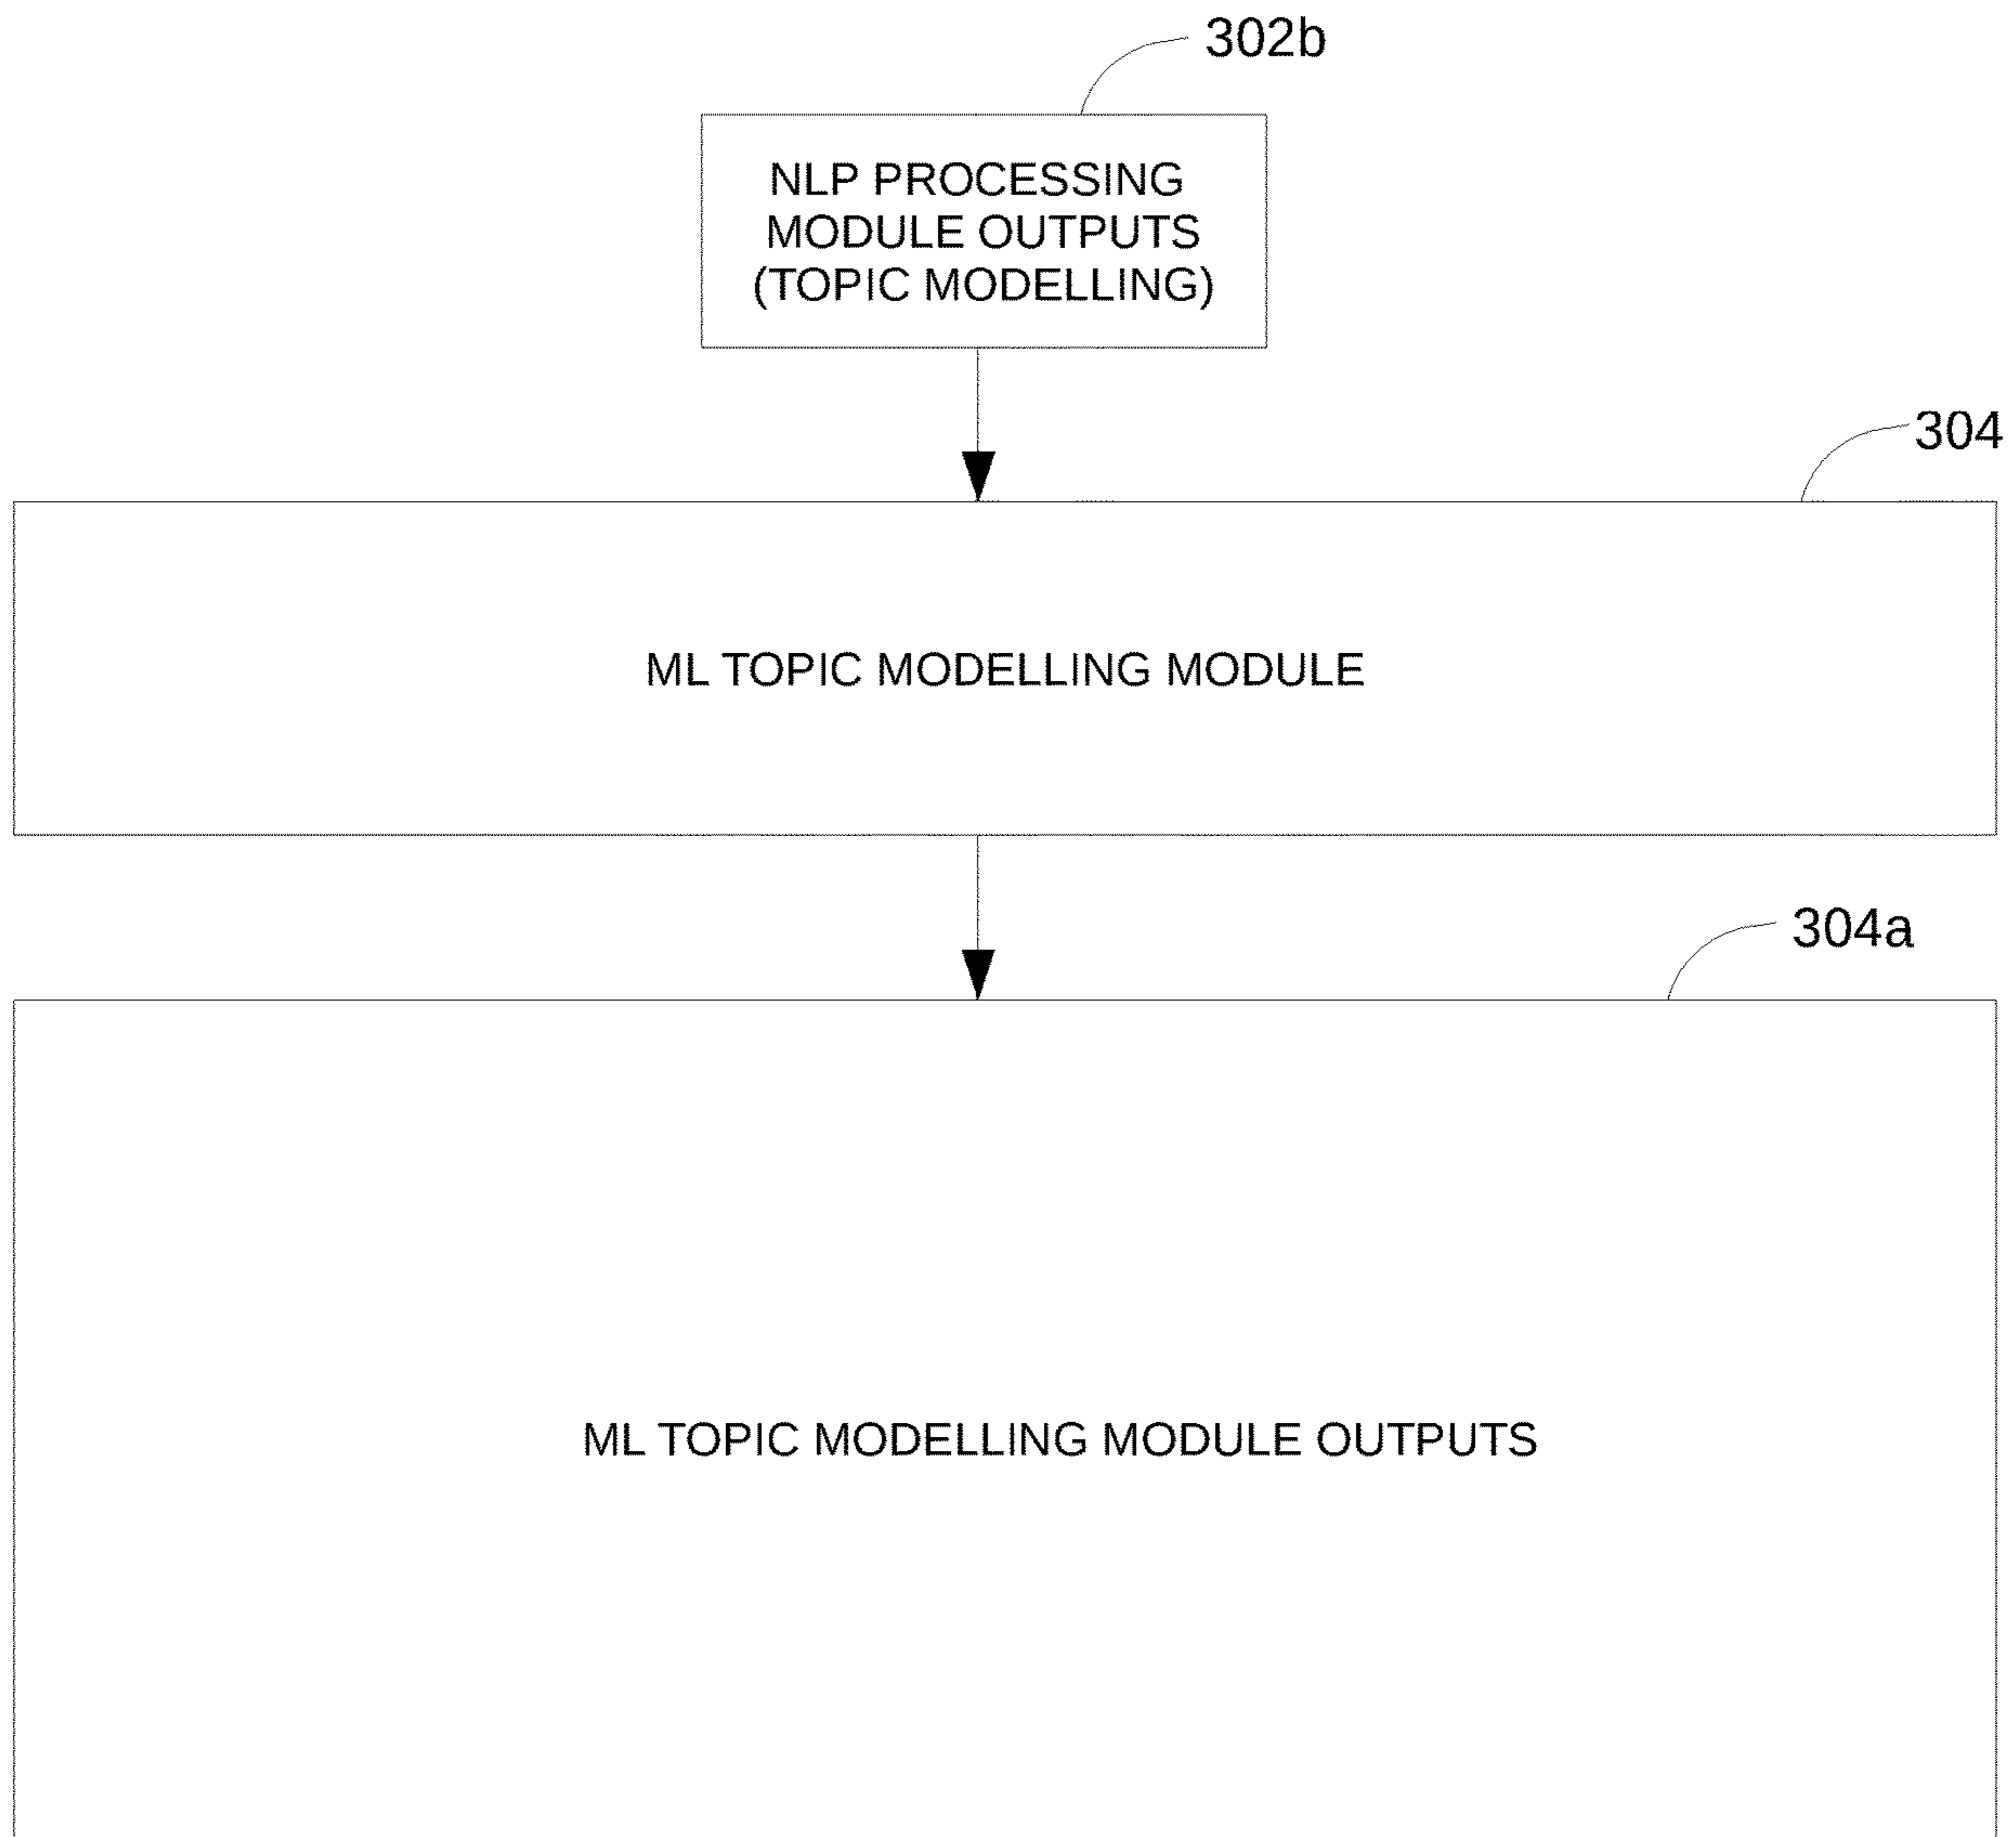 302b
NLP PROCESSING
MODULE OUTPUTS
(TOPIC MODELLING)
304
ML TOPIC MODELLING MODULE
304a
ML TOPIC MODELLING MODULE OUTPUTS